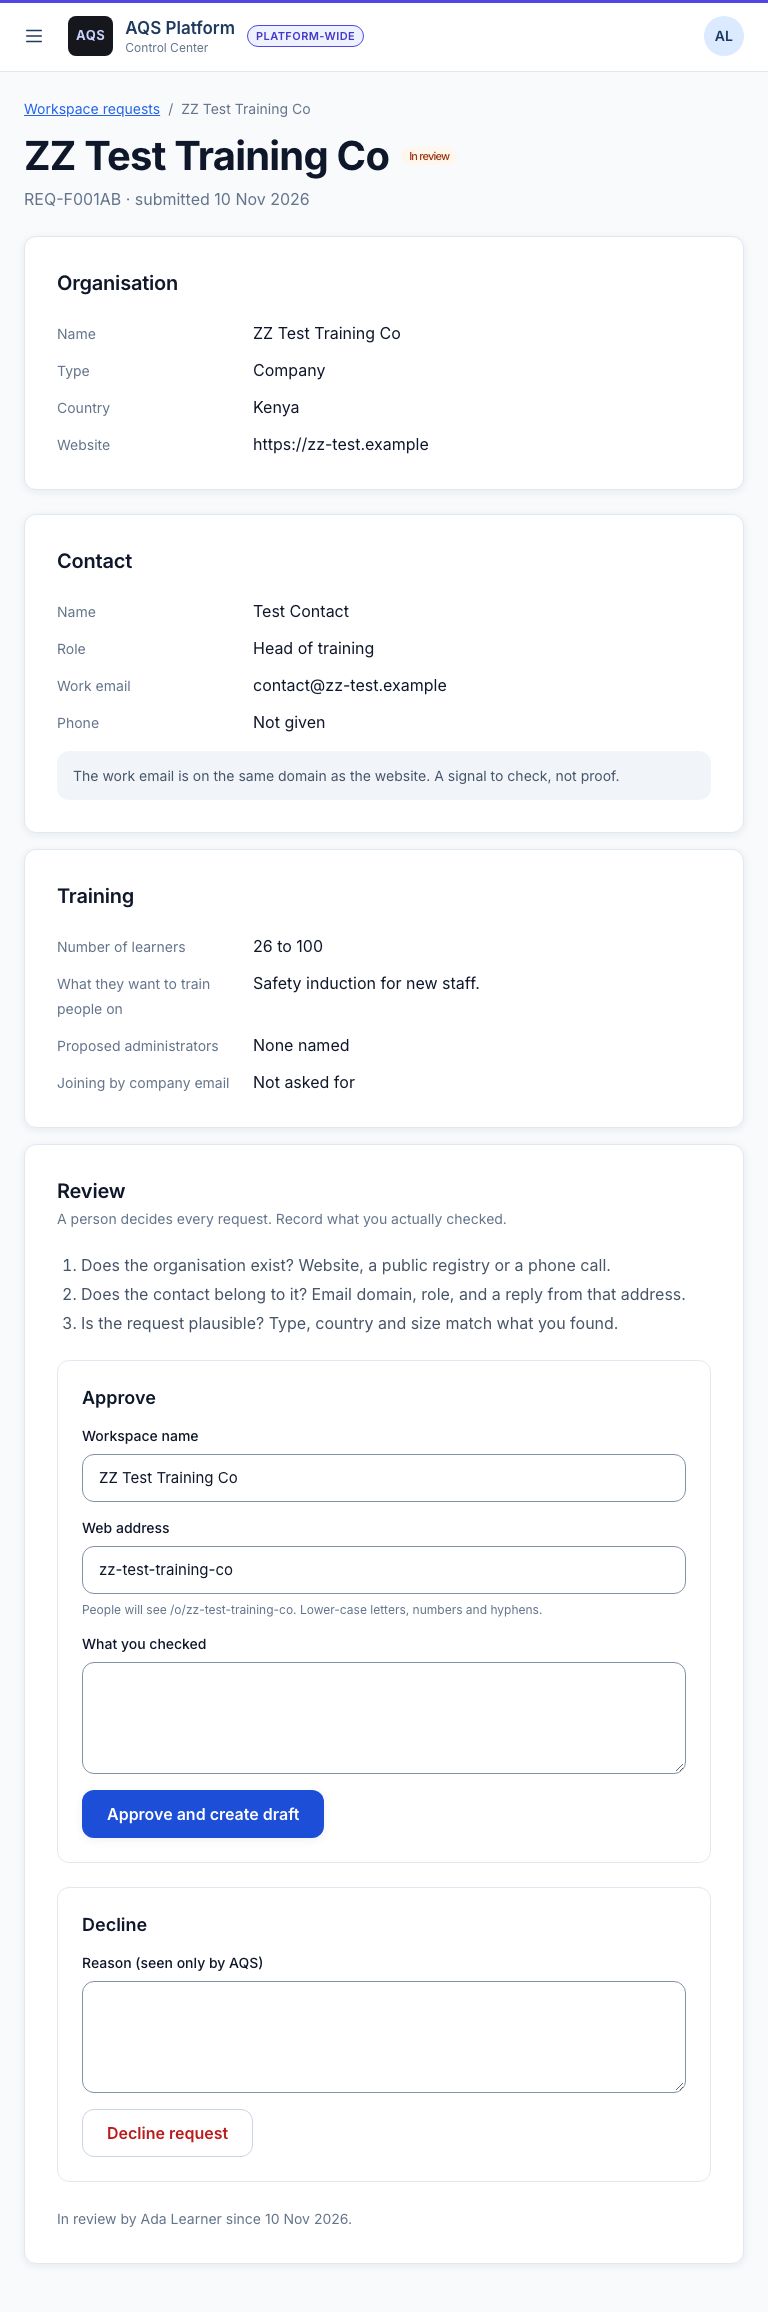 AQS
AQS Platform
Control Center
PLATFORM-WIDE
AL
Workspace requests / ZZ Test Training Co
ZZ Test Training Co
In review
REQ-F001AB · submitted 10 Nov 2026
Organisation
Name ZZ Test Training Co
Type Company
Country Kenya
Website https://zz-test.example
Contact
Name Test Contact
Role Head of training
Work email contact@zz-test.example
Phone Not given
The work email is on the same domain as the website. A signal to check, not proof.
Training
Number of learners 26 to 100
What they want to train Safety induction for new staff.
people on
Proposed administrators None named
Joining by company email Not asked for
Review
A person decides every request. Record what you actually checked.
1. Does the organisation exist? Website, a public registry or a phone call.
2. Does the contact belong to it? Email domain, role, and a reply from that address.
3. Is the request plausible? Type, country and size match what you found.
Approve
Workspace name
ZZ Test Training Co
Web address
zz-test-training-co
People will see /o/zz-test-training-co. Lower-case letters, numbers and hyphens.
What you checked
Approve and create draft
Decline
Reason (seen only by AQS)
Decline request
In review by Ada Learner since 10 Nov 2026.